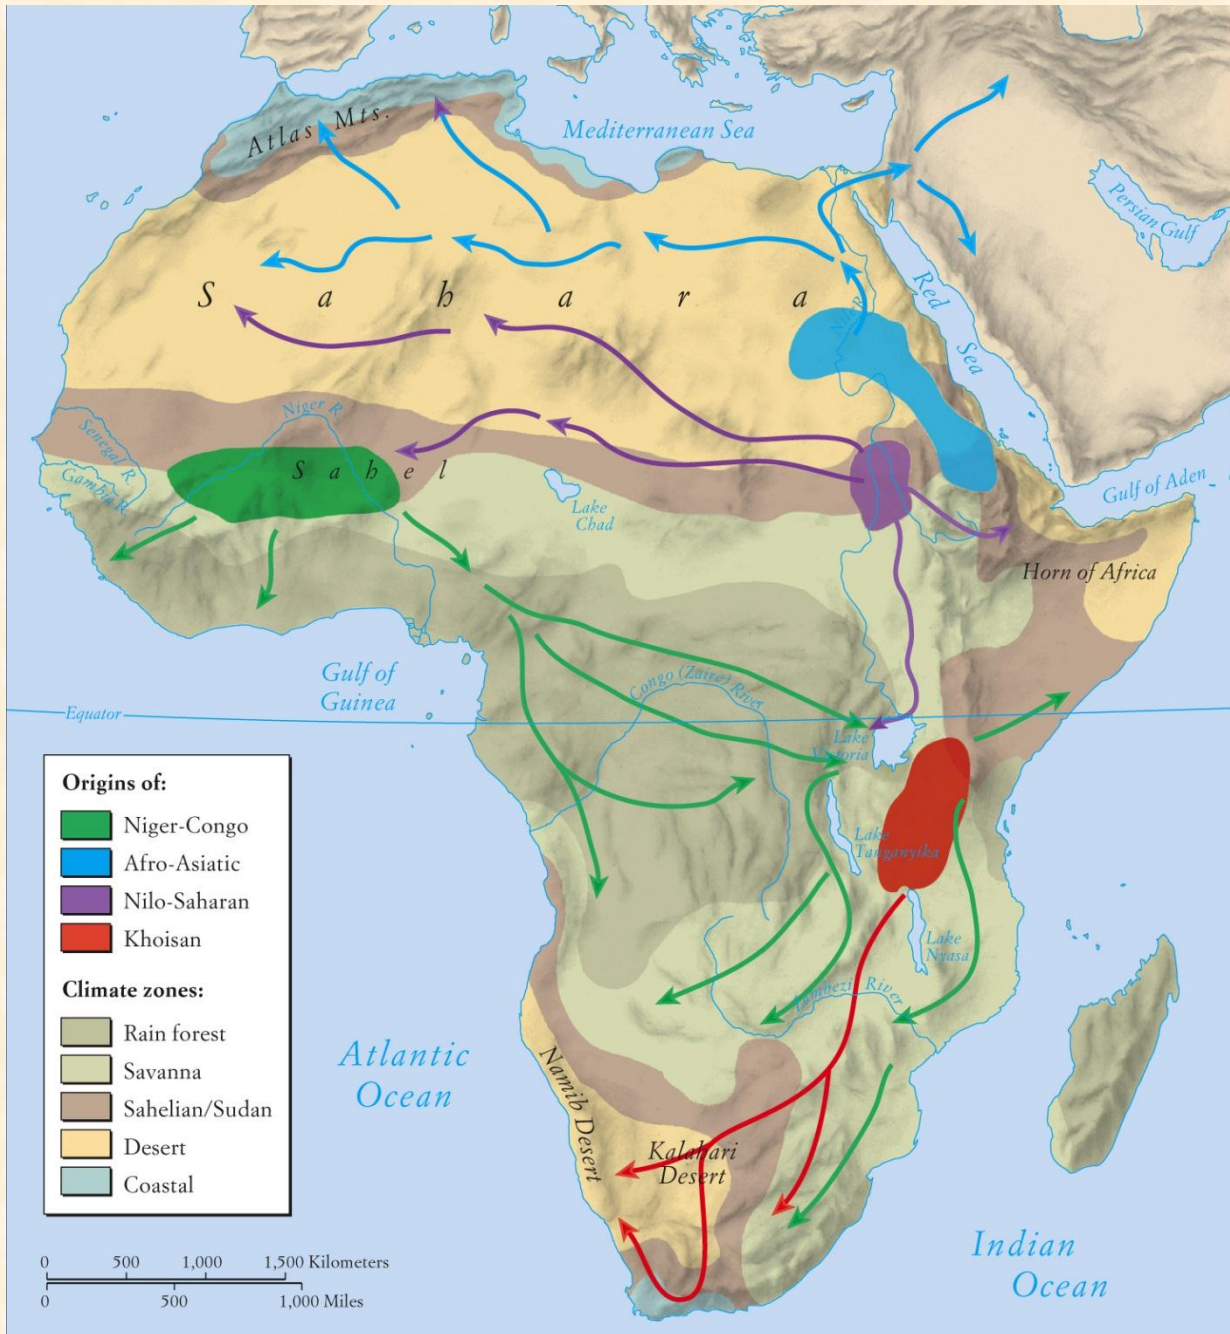 Atlas Mts.
Mediterranean Sea
Persian Gulf
Red
Sea
Sahara
Nile R.
Senegal R.
Gambia R.
Niger R.
Sahel
Lake
Chad
Gulf of Aden
Horn of Africa
Gulf of
Guinea
Equator
Congo (Zaire) River
Lake
Victoria
Lake
Tanganyika
Lake
Nyasa
Zambezi River
Atlantic
Ocean
Namib Desert
Kalahari
Desert
Indian
Ocean
Origins of:
Niger-Congo
Afro-Asiatic
Nilo-Saharan
Khoisan
Climate zones:
Rain forest
Savanna
Sahelian/Sudan
Desert
Coastal
0 500 1,000 1,500 Kilometers
0 500 1,000 Miles